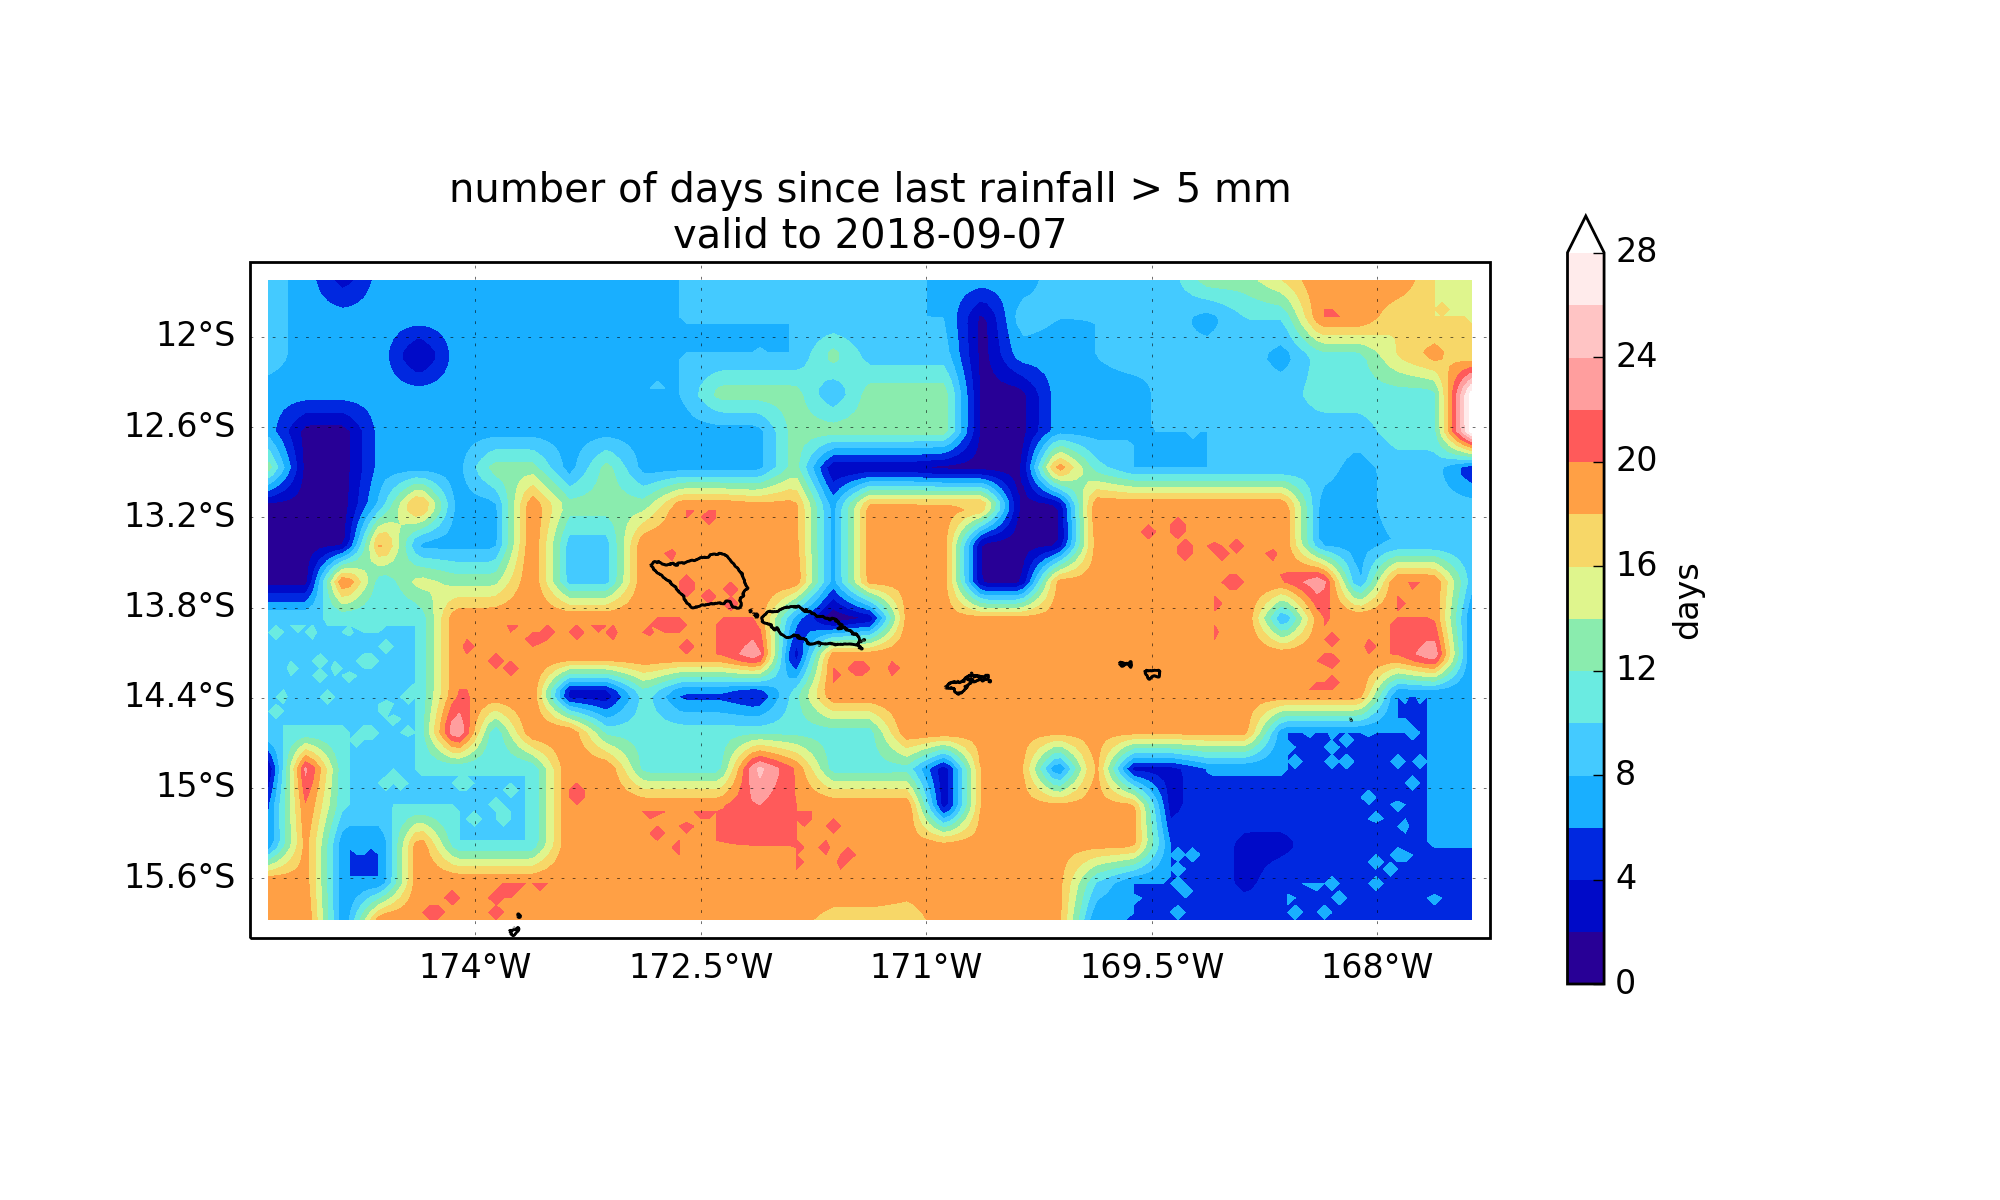 number of days since last rainfall > 5 mm
valid to 2018-09-07
12°S
12.6°S
13.2°S
13.8°S
14.4°S
15°S
15.6°S
174°W
172.5°W
171°W
169.5°W
168°W
28
24
20
16
12
8
4
0
days